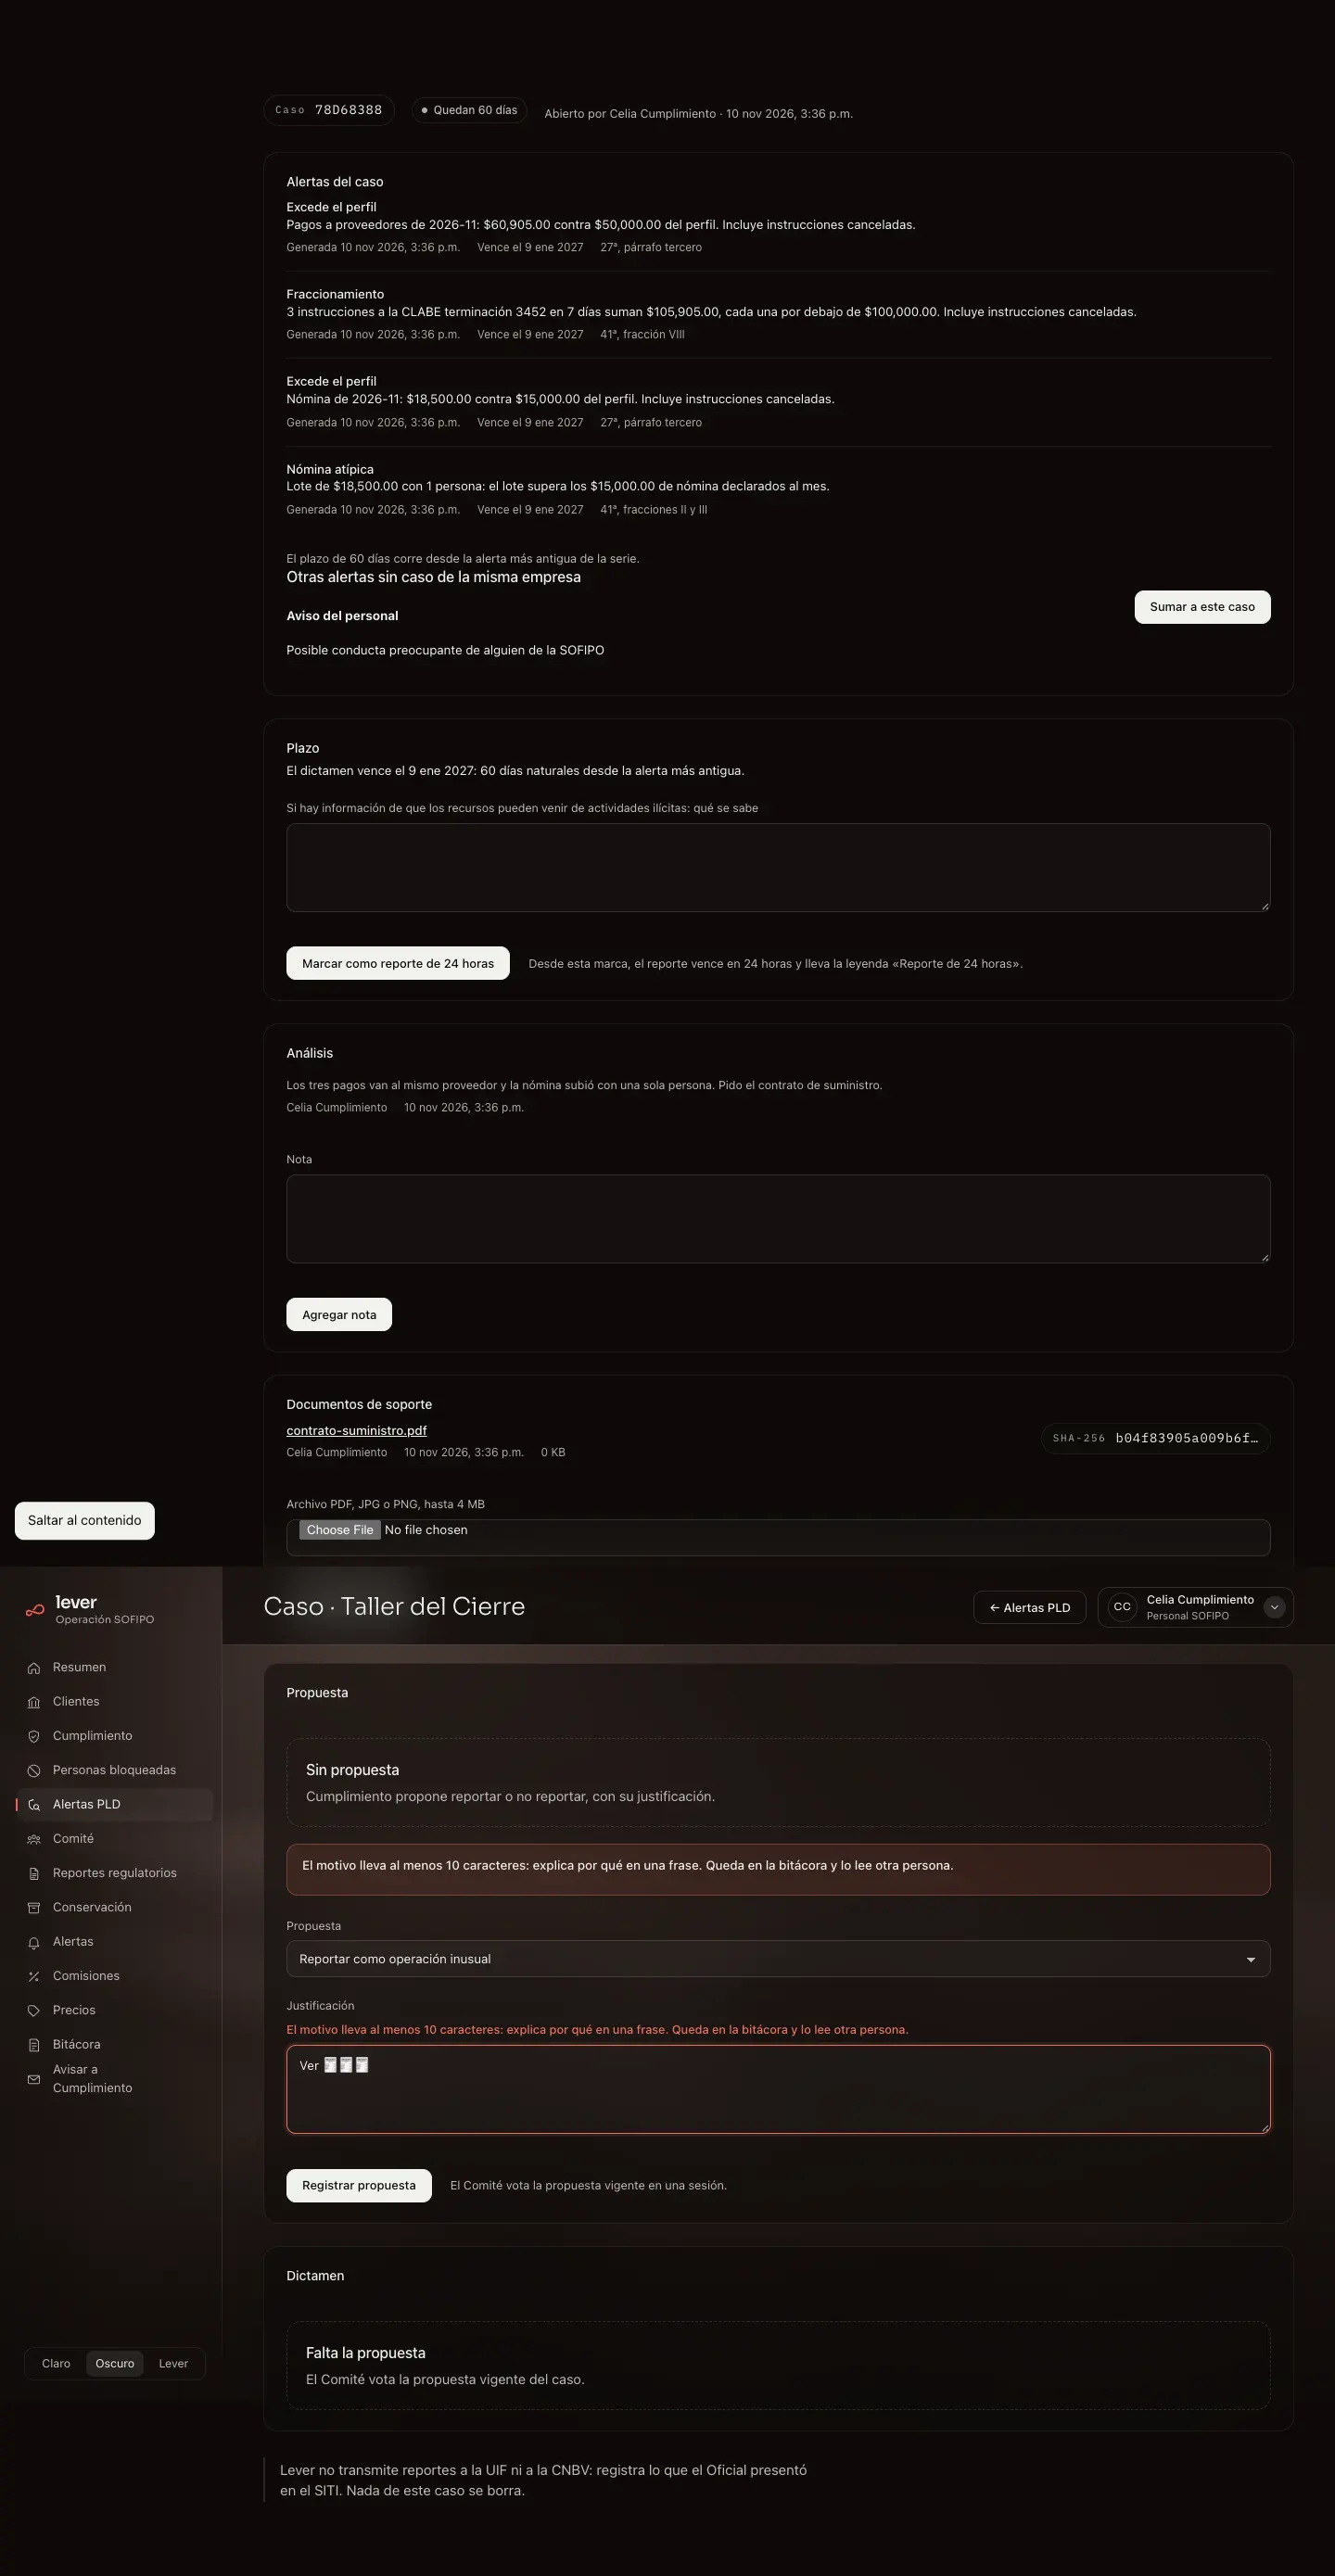 Caso 78D68388
Quedan 60 días
Abierto por Celia Cumplimiento · 10 nov 2026, 3:36 p.m.
Alertas del caso
Excede el perfil
Pagos a proveedores de 2026-11: $60,905.00 contra $50,000.00 del perfil. Incluye instrucciones canceladas.
Generada 10 nov 2026, 3:36 p.m. Vence el 9 ene 2027 27ª, párrafo tercero
Fraccionamiento
3 instrucciones a la CLABE terminación 3452 en 7 días suman $105,905.00, cada una por debajo de $100,000.00. Incluye instrucciones canceladas.
Generada 10 nov 2026, 3:36 p.m. Vence el 9 ene 2027 41ª, fracción VIII
Excede el perfil
Nómina de 2026-11: $18,500.00 contra $15,000.00 del perfil. Incluye instrucciones canceladas.
Generada 10 nov 2026, 3:36 p.m. Vence el 9 ene 2027 27ª, párrafo tercero
Nómina atípica
Lote de $18,500.00 con 1 persona: el lote supera los $15,000.00 de nómina declarados al mes.
Generada 10 nov 2026, 3:36 p.m. Vence el 9 ene 2027 41ª, fracciones II y III
El plazo de 60 días corre desde la alerta más antigua de la serie.
Otras alertas sin caso de la misma empresa
Aviso del personal
Sumar a este caso
Posible conducta preocupante de alguien de la SOFIPO
Plazo
El dictamen vence el 9 ene 2027: 60 días naturales desde la alerta más antigua.
Si hay información de que los recursos pueden venir de actividades ilícitas: qué se sabe
Marcar como reporte de 24 horas
Desde esta marca, el reporte vence en 24 horas y lleva la leyenda «Reporte de 24 horas».
Análisis
Los tres pagos van al mismo proveedor y la nómina subió con una sola persona. Pido el contrato de suministro.
Celia Cumplimiento 10 nov 2026, 3:36 p.m.
Nota
Agregar nota
Documentos de soporte
contrato-suministro.pdf
Celia Cumplimiento 10 nov 2026, 3:36 p.m. 0 KB
SHA-256 b04f83905a009b6f…
Archivo PDF, JPG o PNG, hasta 4 MB
Choose File No file chosen
Saltar al contenido
lever
Operación SOFIPO
Resumen
Clientes
Cumplimiento
Personas bloqueadas
Alertas PLD
Comité
Reportes regulatorios
Conservación
Alertas
Comisiones
Precios
Bitácora
Avisar a
Cumplimiento
Claro Oscuro Lever
Caso · Taller del Cierre
← Alertas PLD
CC
Celia Cumplimiento
Personal SOFIPO
Propuesta
Sin propuesta
Cumplimiento propone reportar o no reportar, con su justificación.
El motivo lleva al menos 10 caracteres: explica por qué en una frase. Queda en la bitácora y lo lee otra persona.
Propuesta
Reportar como operación inusual
Justificación
El motivo lleva al menos 10 caracteres: explica por qué en una frase. Queda en la bitácora y lo lee otra persona.
Ver
Registrar propuesta
El Comité vota la propuesta vigente en una sesión.
Dictamen
Falta la propuesta
El Comité vota la propuesta vigente del caso.
Lever no transmite reportes a la UIF ni a la CNBV: registra lo que el Oficial presentó
en el SITI. Nada de este caso se borra.